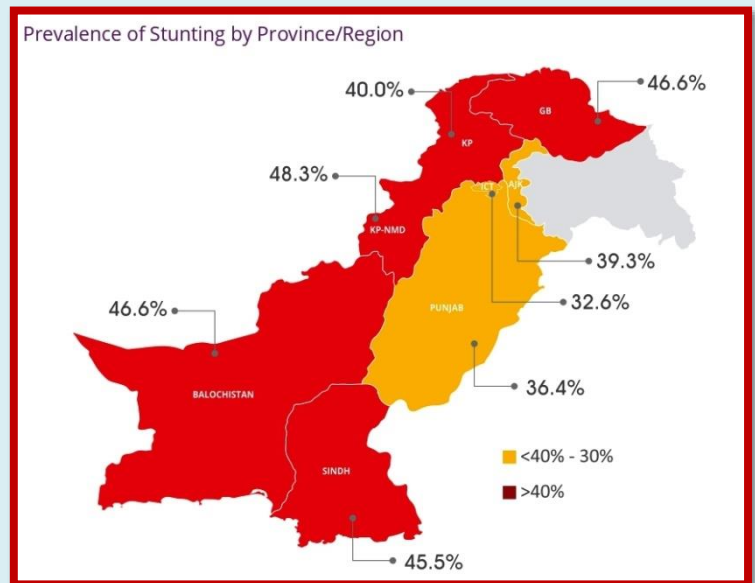 Prevalence of Stunting by Province/Region
40.0%
46.6%
GB
KP
48.3%
ICT
AJK
KP-NMD
39.3%
32.6%
46.6%
PUNJAB
36.4%
BALOCHISTAN
<40% - 30%
SINDH
>40%
45.5%